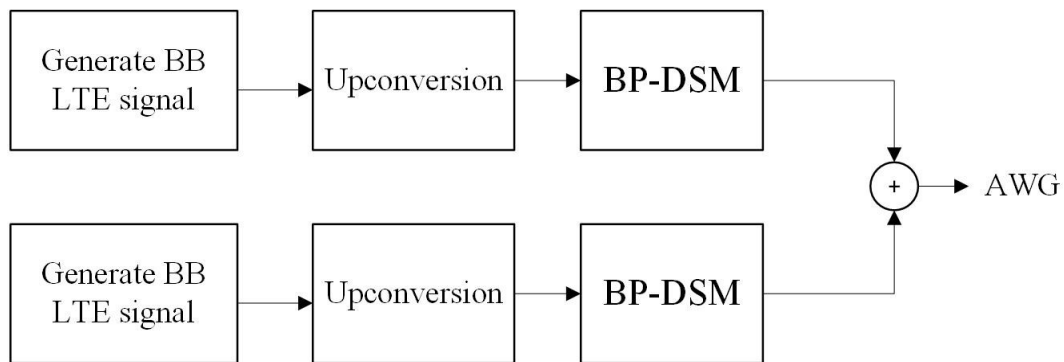 Generate BB
LTE signal
Upconversion
BP-DSM
+
AWG
Generate BB
LTE signal
Upconversion
BP-DSM